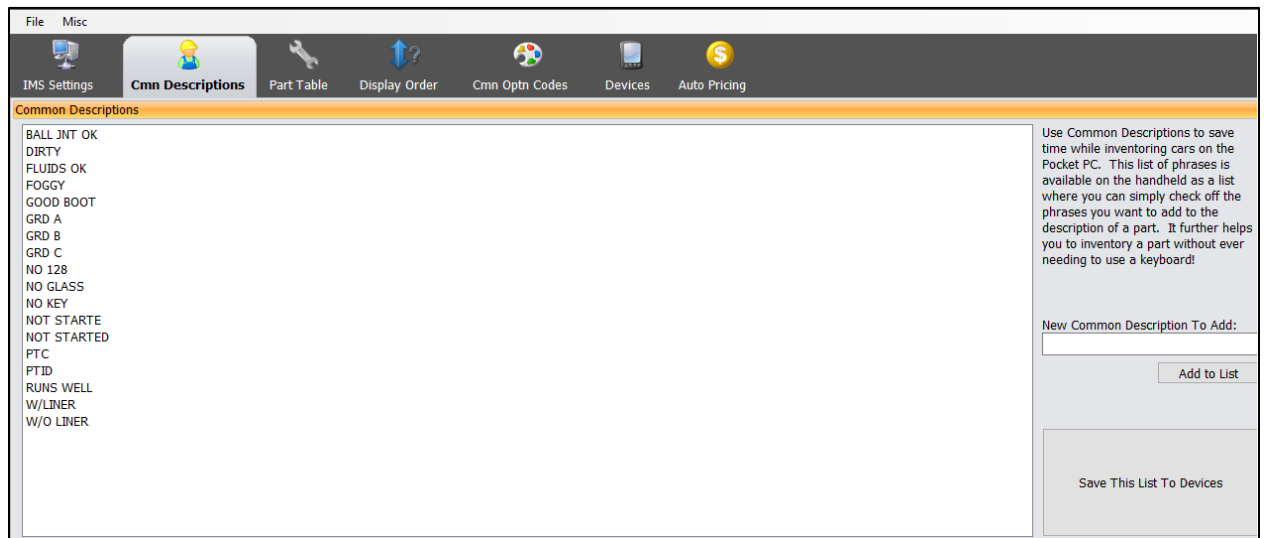 File Misc
IMS Settings Cmn Descriptions Part Table Display Order Cmn Optn Codes Devices Auto Pricing
Common Descriptions
BALL JNT OK
DIRTY
FLUIDS OK
FOGGY
GOOD BOOT
GRD A
GRD B
GRD C
NO 128
NO GLASS
NO KEY
NOT STARTE
NOT STARTED
PTC
PTID
RUNS WELL
W/LINER
W/O LINER
Use Common Descriptions to save
time while inventoring cars on the
Pocket PC. This list of phrases is
available on the handheld as a list
where you can simply check off the
phrases you want to add to the
description of a part. It further helps
you to inventory a part without ever
needing to use a keyboard!
New Common Description To Add:
Add to List
Save This List To Devices